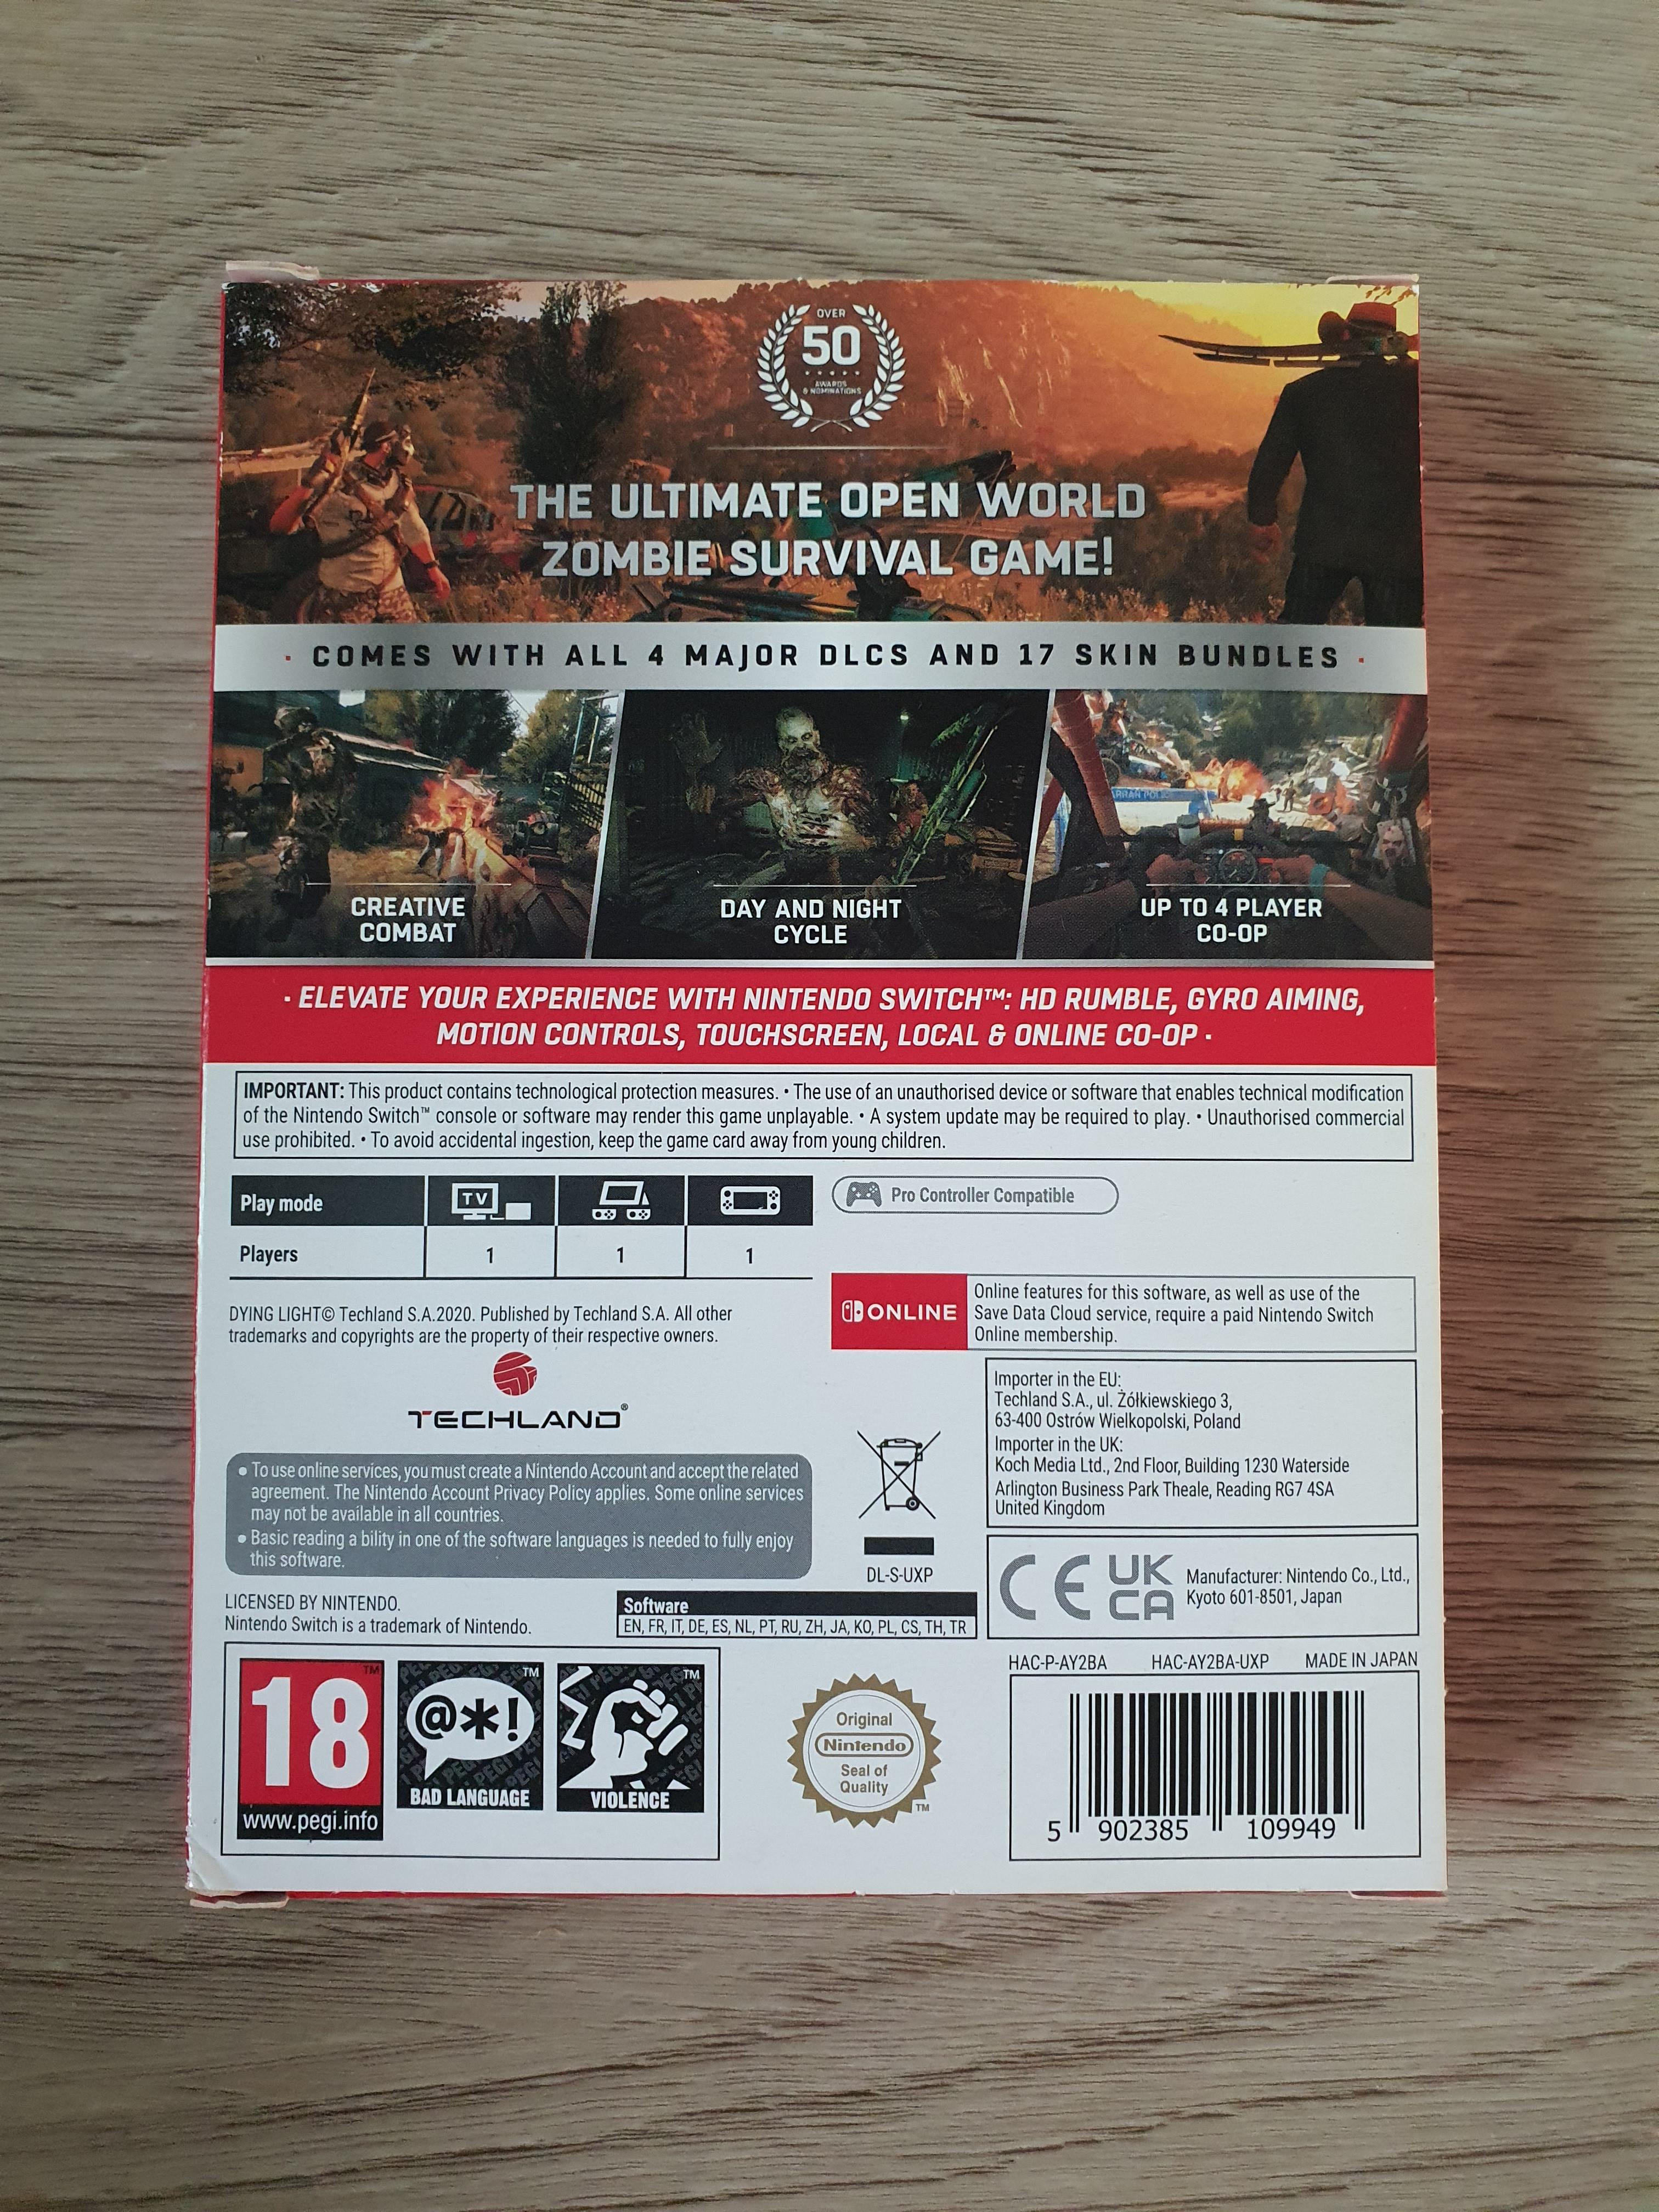 OVER
50
AWARDS
& NOMINATIONS
THE ULTIMATE OPEN WORLD
ZOMBIE SURVIVAL GAME!
· COMES WITH ALL 4 MAJOR DLCS AND 17 SKIN BUNDLES ·
CREATIVE
COMBAT
DAY AND NIGHT
CYCLE
UP TO 4 PLAYER
CO-OP
· ELEVATE YOUR EXPERIENCE WITH NINTENDO SWITCH™: HD RUMBLE, GYRO AIMING,
MOTION CONTROLS, TOUCHSCREEN, LOCAL & ONLINE CO-OP ·
IMPORTANT: This product contains technological protection measures. • The use of an unauthorised device or software that enables technical modification
of the Nintendo Switch™ console or software may render this game unplayable. • A system update may be required to play. • Unauthorised commercial
use prohibited. • To avoid accidental ingestion, keep the game card away from young children.
Play mode
TV
Players 1 1 1
Pro Controller Compatible
DYING LIGHT© Techland S.A.2020. Published by Techland S.A. All other
trademarks and copyrights are the property of their respective owners.
TECHLAND®
ONLINE
Online features for this software, as well as use of the
Save Data Cloud service, require a paid Nintendo Switch
Online membership.
Importer in the EU:
Techland S.A., ul. Żółkiewskiego 3,
63-400 Ostrów Wielkopolski, Poland
Importer in the UK:
Koch Media Ltd., 2nd Floor, Building 1230 Waterside
Arlington Business Park Theale, Reading RG7 4SA
United Kingdom
• To use online services, you must create a Nintendo Account and accept the related
agreement. The Nintendo Account Privacy Policy applies. Some online services
may not be available in all countries.
• Basic reading a bility in one of the software languages is needed to fully enjoy
this software.
DL-S-UXP
CE UK
CA
Manufacturer: Nintendo Co., Ltd.,
Kyoto 601-8501, Japan
LICENSED BY NINTENDO.
Nintendo Switch is a trademark of Nintendo.
Software
EN, FR, IT, DE, ES, NL, PT, RU, ZH, JA, KO, PL, CS, TH, TR
HAC-P-AY2BA HAC-AY2BA-UXP MADE IN JAPAN
18™
www.pegi.info
@*!™
BAD LANGUAGE
™
VIOLENCE
Original
Nintendo
Seal of
Quality
™
5 902385 109949